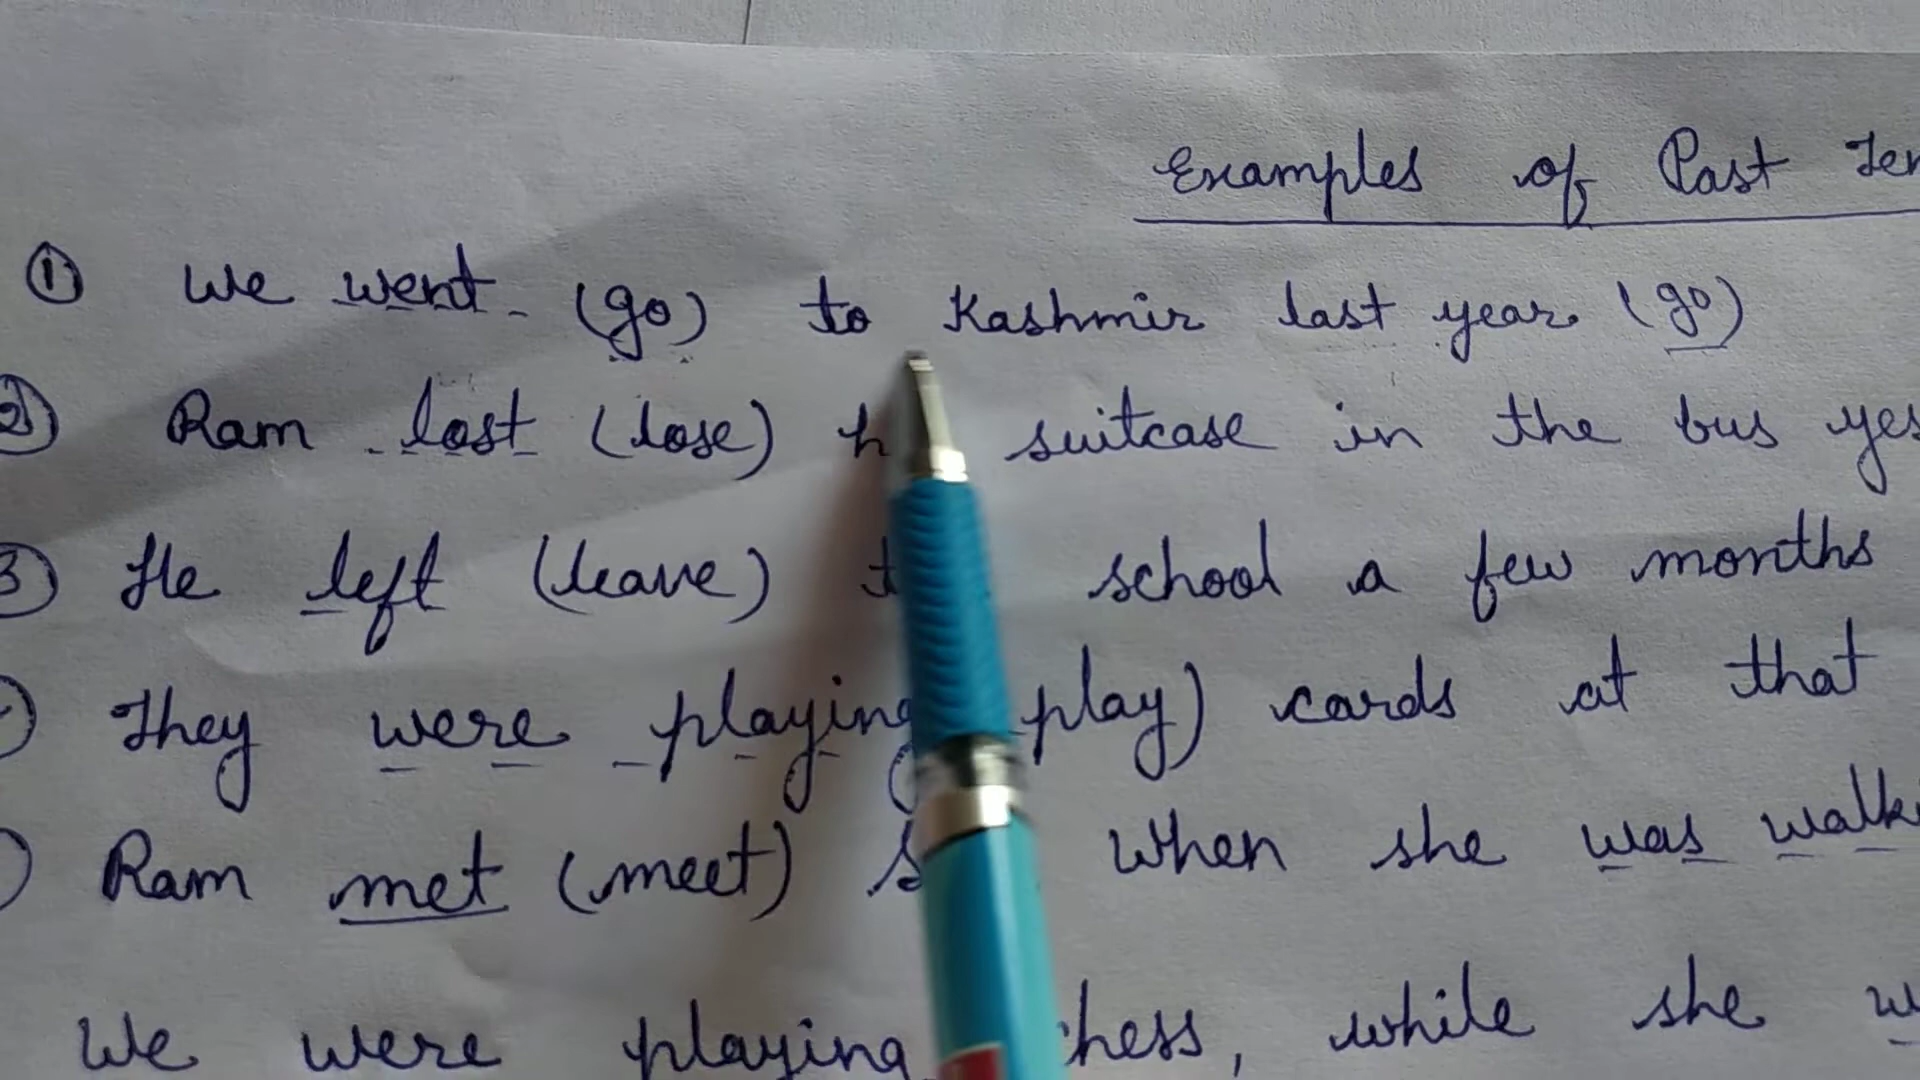 Examples of Past
① We went (go) to Kashmir last year (go)
② Ram lost (lose) suitcase in the bus
③ He left (leave) school a few months
They were playing play) cards at that
Ram met (meet) When she was
We were playing , while she